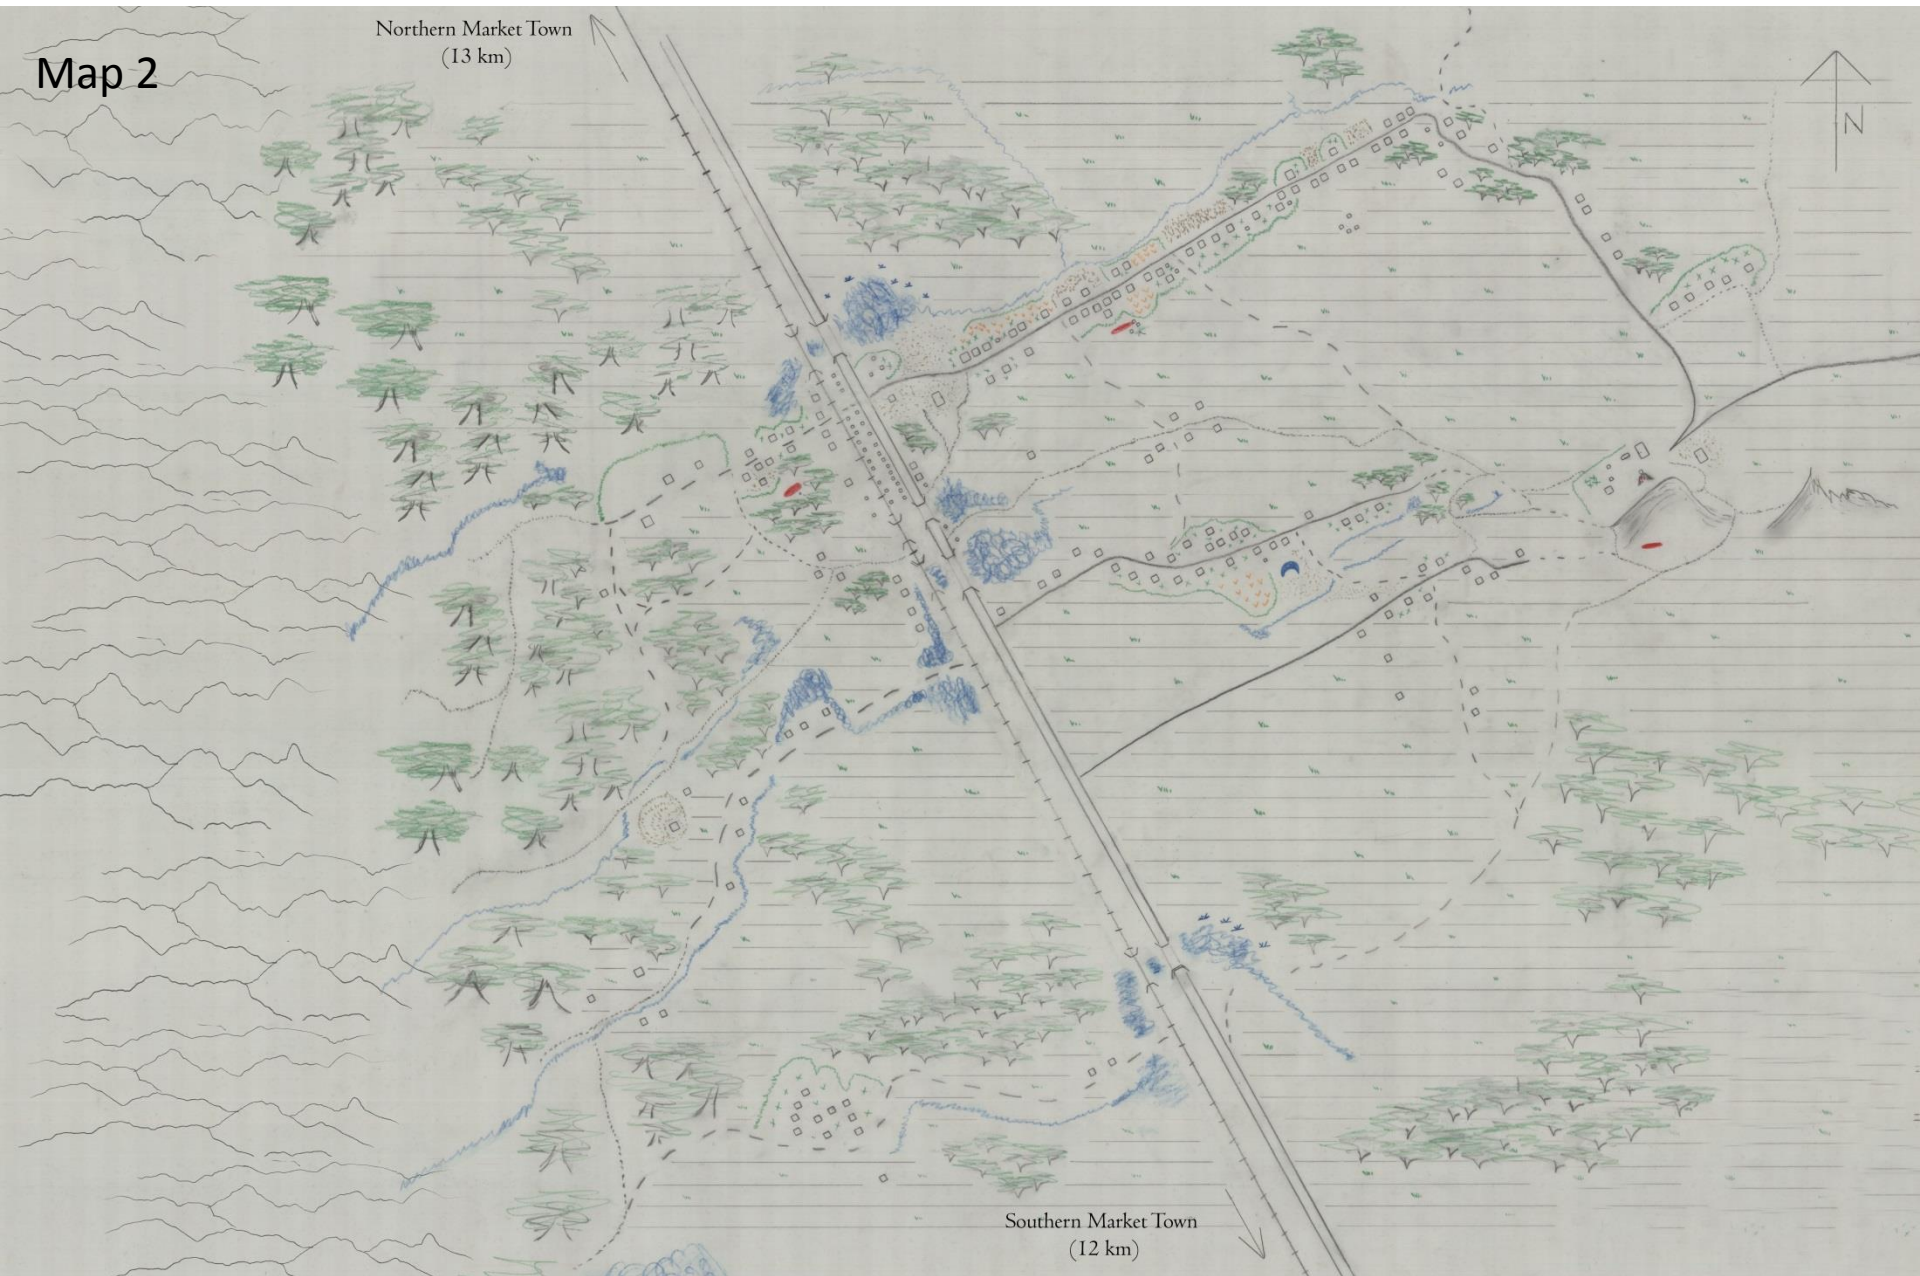 Northern Market Town
(13 km)
Map 2
N
Southern Market Town
(12 km)